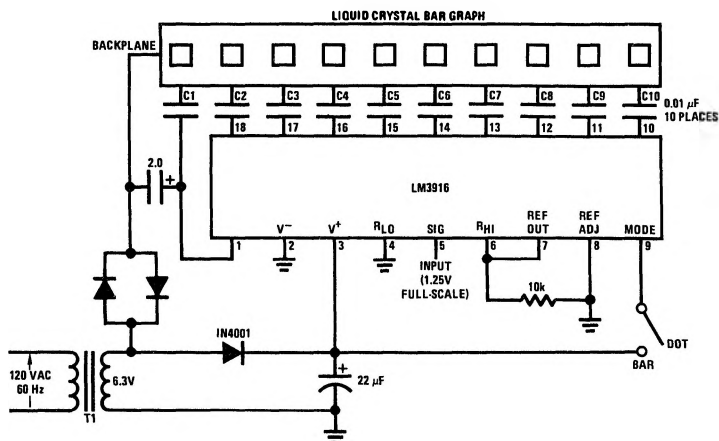 LIQUID CRYSTAL BAR GRAPH
BACKPLANE
C1 C2 C3 C4 C5 C6 C7 C8 C9 C10
0.01 µF
10 PLACES
18 17 16 15 14 13 12 11 10
2.0
+
LM3916
V− V+ RLO SIG RHI REF OUT REF ADJ MODE
1 2 3 4 5 6 7 8 9
INPUT
(1.25V
FULL-SCALE)
10k
DOT
BAR
IN4001
120 VAC
60 Hz
6.3V
T1
+
22 µF